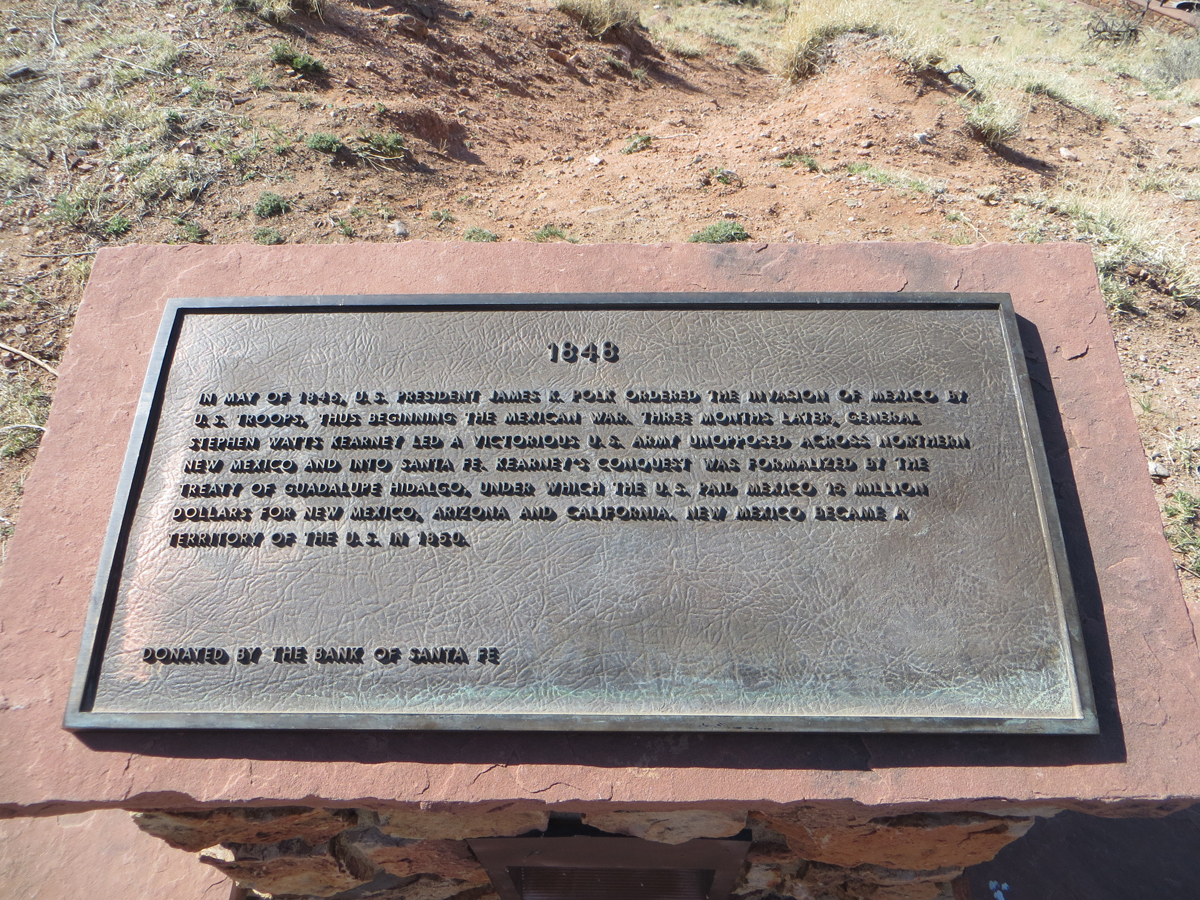 1848
IN MAY OF 1846, U.S. PRESIDENT JAMES K. POLK ORDERED THE INVASION OF MEXICO BY
U.S. TROOPS, THUS BEGINNING THE MEXICAN WAR. THREE MONTHS LATER, GENERAL
STEPHEN WATTS KEARNEY LED A VICTORIOUS U.S. ARMY UNOPPOSED ACROSS NORTHERN
NEW MEXICO AND INTO SANTA FE. KEARNEY'S CONQUEST WAS FORMALIZED BY THE
TREATY OF GUADALUPE HIDALGO, UNDER WHICH THE U.S. PAID MEXICO MILLION
DOLLARS FOR NEW MEXICO, ARIZONA AND CALIFORNIA. NEW MEXICO BECAME A
TERRITORY OF THE U.S. IN 1850.
DONATED BY THE BANK OF SANTA FE